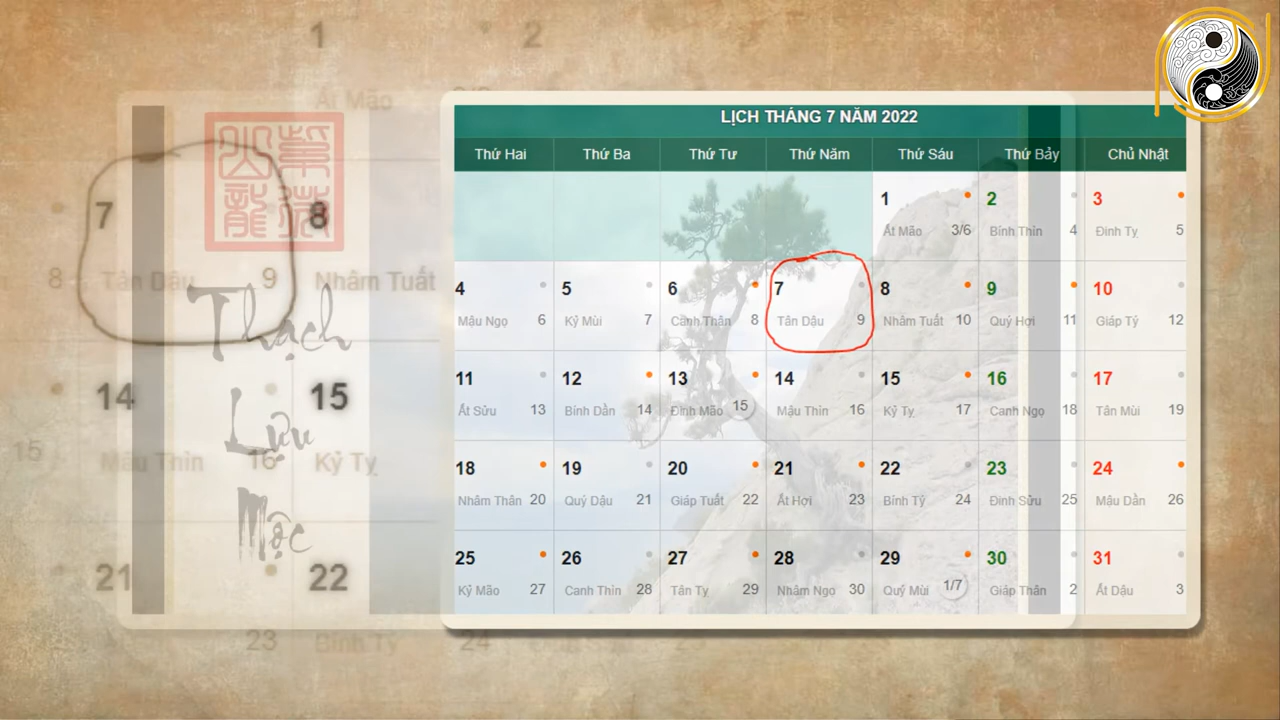 1 2
Ất Mão
7 8
8 Tân Dậu 9 Nhâm Tuất
Thạch
Lựu
Mộc
14 15
15 Mậu Thìn 16 Kỷ Tỵ
21 22
23 Bính Tý 24
LỊCH THÁNG 7 NĂM 2022
Thứ Hai Thứ Ba Thứ Tư Thứ Năm Thứ Sáu Thứ Bảy Chủ Nhật
1 2 3
Ất Mão 3/6 Bính Thìn 4 Đinh Tỵ 5
4 5 6 7 8 9 10
Mậu Ngọ 6 Kỷ Mùi 7 Canh Thân 8 Tân Dậu 9 Nhâm Tuất 10 Quý Hợi 11 Giáp Tý 12
11 12 13 14 15 16 17
Ất Sửu 13 Bính Dần 14 Đinh Mão 15 Mậu Thìn 16 Kỷ Tỵ 17 Canh Ngọ 18 Tân Mùi 19
18 19 20 21 22 23 24
Nhâm Thân 20 Quý Dậu 21 Giáp Tuất 22 Ất Hợi 23 Bính Tý 24 Đinh Sửu 25 Mậu Dần 26
25 26 27 28 29 30 31
Kỷ Mão 27 Canh Thìn 28 Tân Tỵ 29 Nhâm Ngọ 30 Quý Mùi 1/7 Giáp Thân 2 Ất Dậu 3